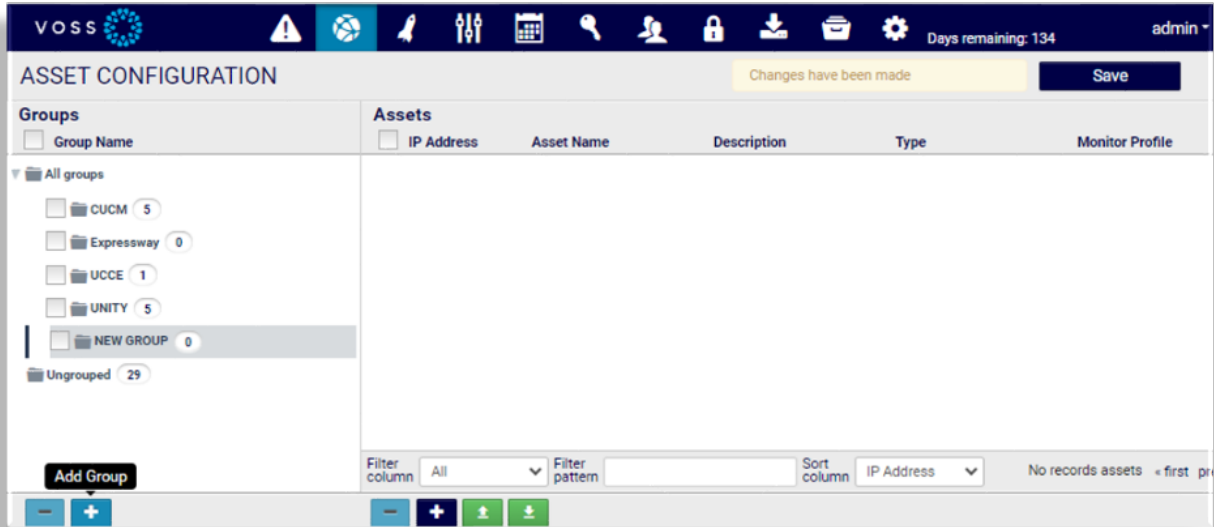 VOSS
Days remaining: 134
admin
ASSET CONFIGURATION
Changes have been made
Save
Groups
Group Name
Assets
IP Address Asset Name Description Type Monitor Profile
All groups
CUCM 5
Expressway 0
UCCE 1
UNITY 5
NEW GROUP 0
Ungrouped 29
Add Group
Filter column All
Filter pattern
Sort column IP Address
No records assets « first pr